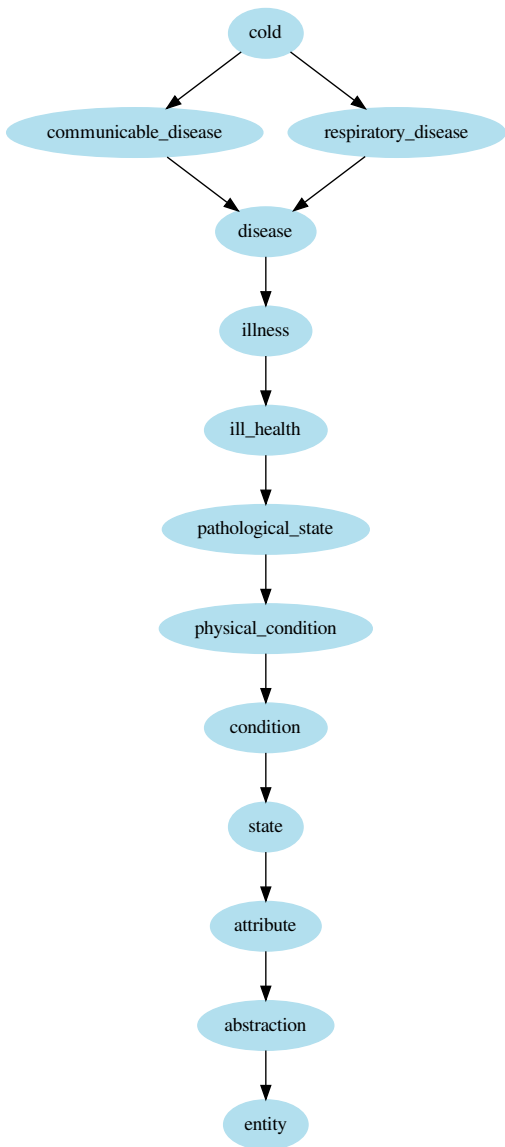 cold
communicable_disease
respiratory_disease
disease
illness
ill_health
pathological_state
physical_condition
condition
state
attribute
abstraction
entity